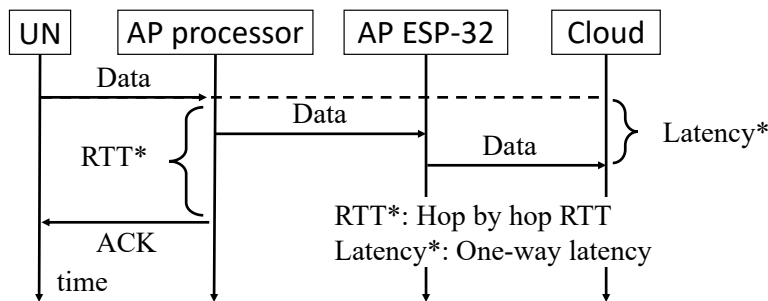 UN AP processor AP ESP-32 Cloud
Data
Data
Latency*
RTT*
Data
RTT*: Hop by hop RTT
ACK
Latency*: One-way latency
time